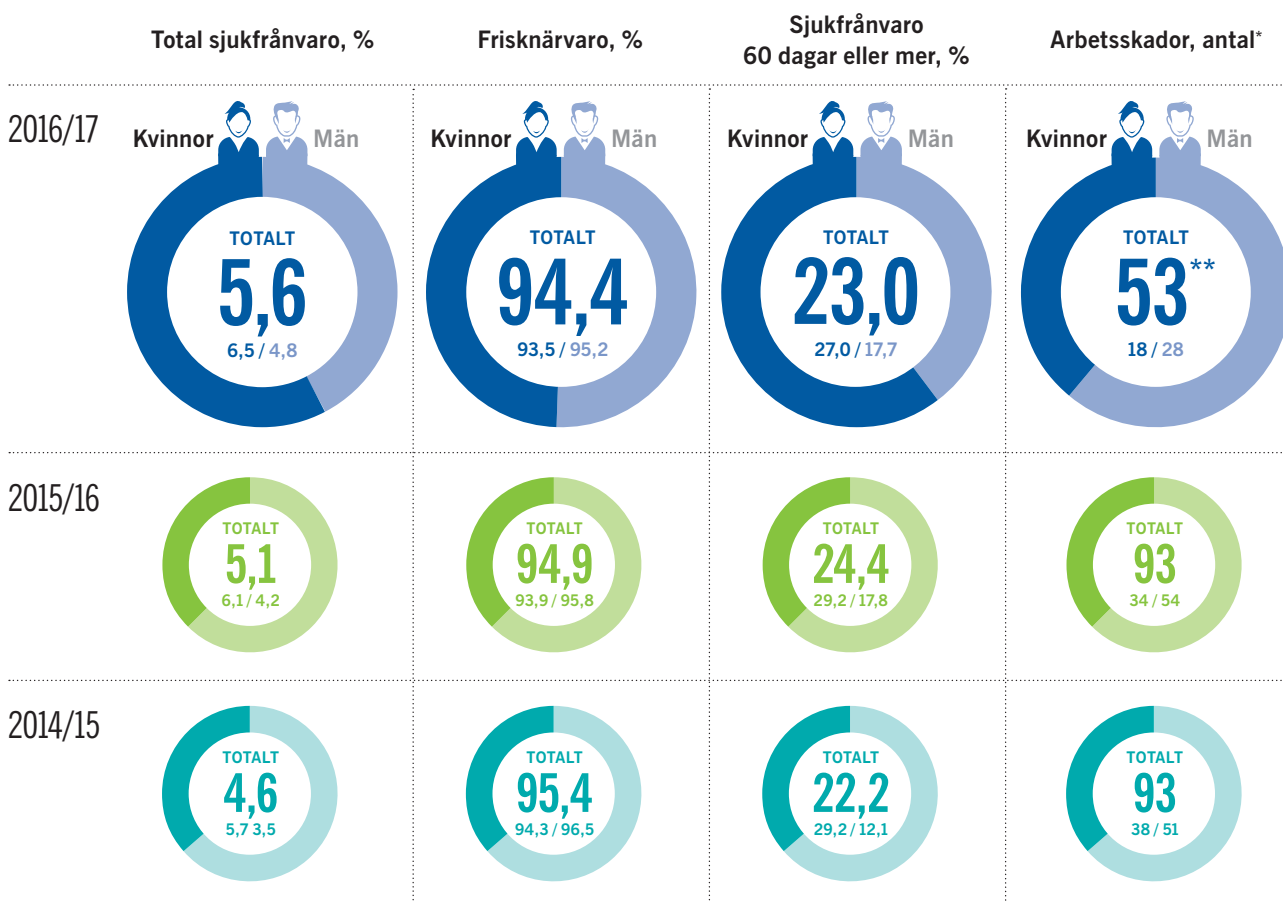 Total sjukfrånvaro, %
Frisknärvaro, %
Sjukfrånvaro
60 dagar eller mer, %
Arbetsskador, antal*
2016/17
Kvinnor Män
TOTALT
5,6
6,5 / 4,8
Kvinnor Män
TOTALT
94,4
93,5 / 95,2
Kvinnor Män
TOTALT
23,0
27,0 / 17,7
Kvinnor Män
TOTALT
53**
18 / 28
2015/16
TOTALT
5,1
6,1 / 4,2
TOTALT
94,9
93,9 / 95,8
TOTALT
24,4
29,2 / 17,8
TOTALT
93
34 / 54
2014/15
TOTALT
4,6
5,7 3,5
TOTALT
95,4
94,3 / 96,5
TOTALT
22,2
29,2 / 12,1
TOTALT
93
38 / 51